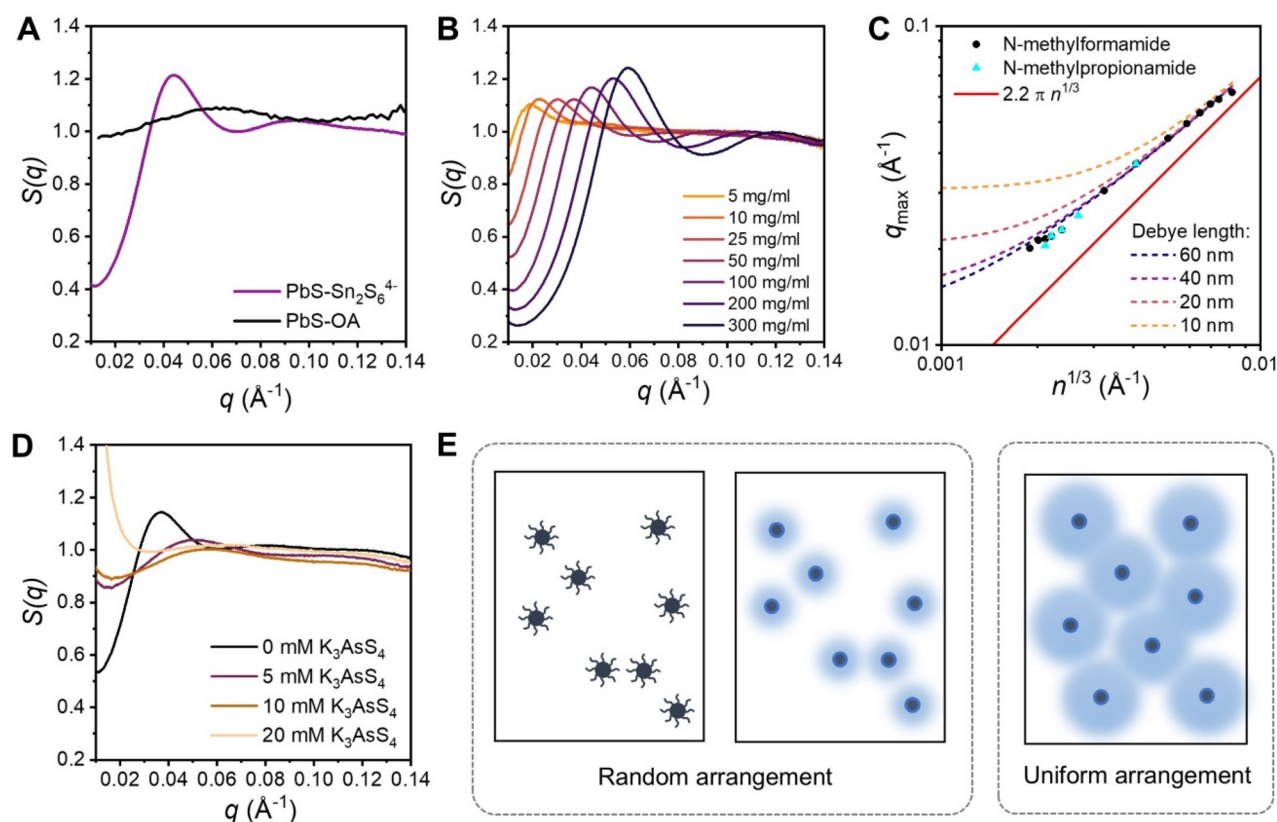 A
1.4
1.2
1.0
0.8
0.6
0.4
0.2
S(q)
0.02 0.04 0.06 0.08 0.10 0.12 0.14
q (Å⁻¹)
PbS-Sn₂S₆⁴⁻
PbS-OA
B
1.4
1.2
1.0
0.8
0.6
0.4
0.2
S(q)
0.02 0.04 0.06 0.08 0.10 0.12 0.14
q (Å⁻¹)
5 mg/ml
10 mg/ml
25 mg/ml
50 mg/ml
100 mg/ml
200 mg/ml
300 mg/ml
C
0.1
0.01
qmax (Å⁻¹)
0.001 0.01
n¹ᐟ³ (Å⁻¹)
N-methylformamide
N-methylpropionamide
2.2 π n¹ᐟ³
Debye length:
60 nm
40 nm
20 nm
10 nm
D
1.4
1.2
1.0
0.8
0.6
0.4
0.2
S(q)
0.02 0.04 0.06 0.08 0.10 0.12 0.14
q (Å⁻¹)
0 mM K₃AsS₄
5 mM K₃AsS₄
10 mM K₃AsS₄
20 mM K₃AsS₄
E
Random arrangement
Uniform arrangement